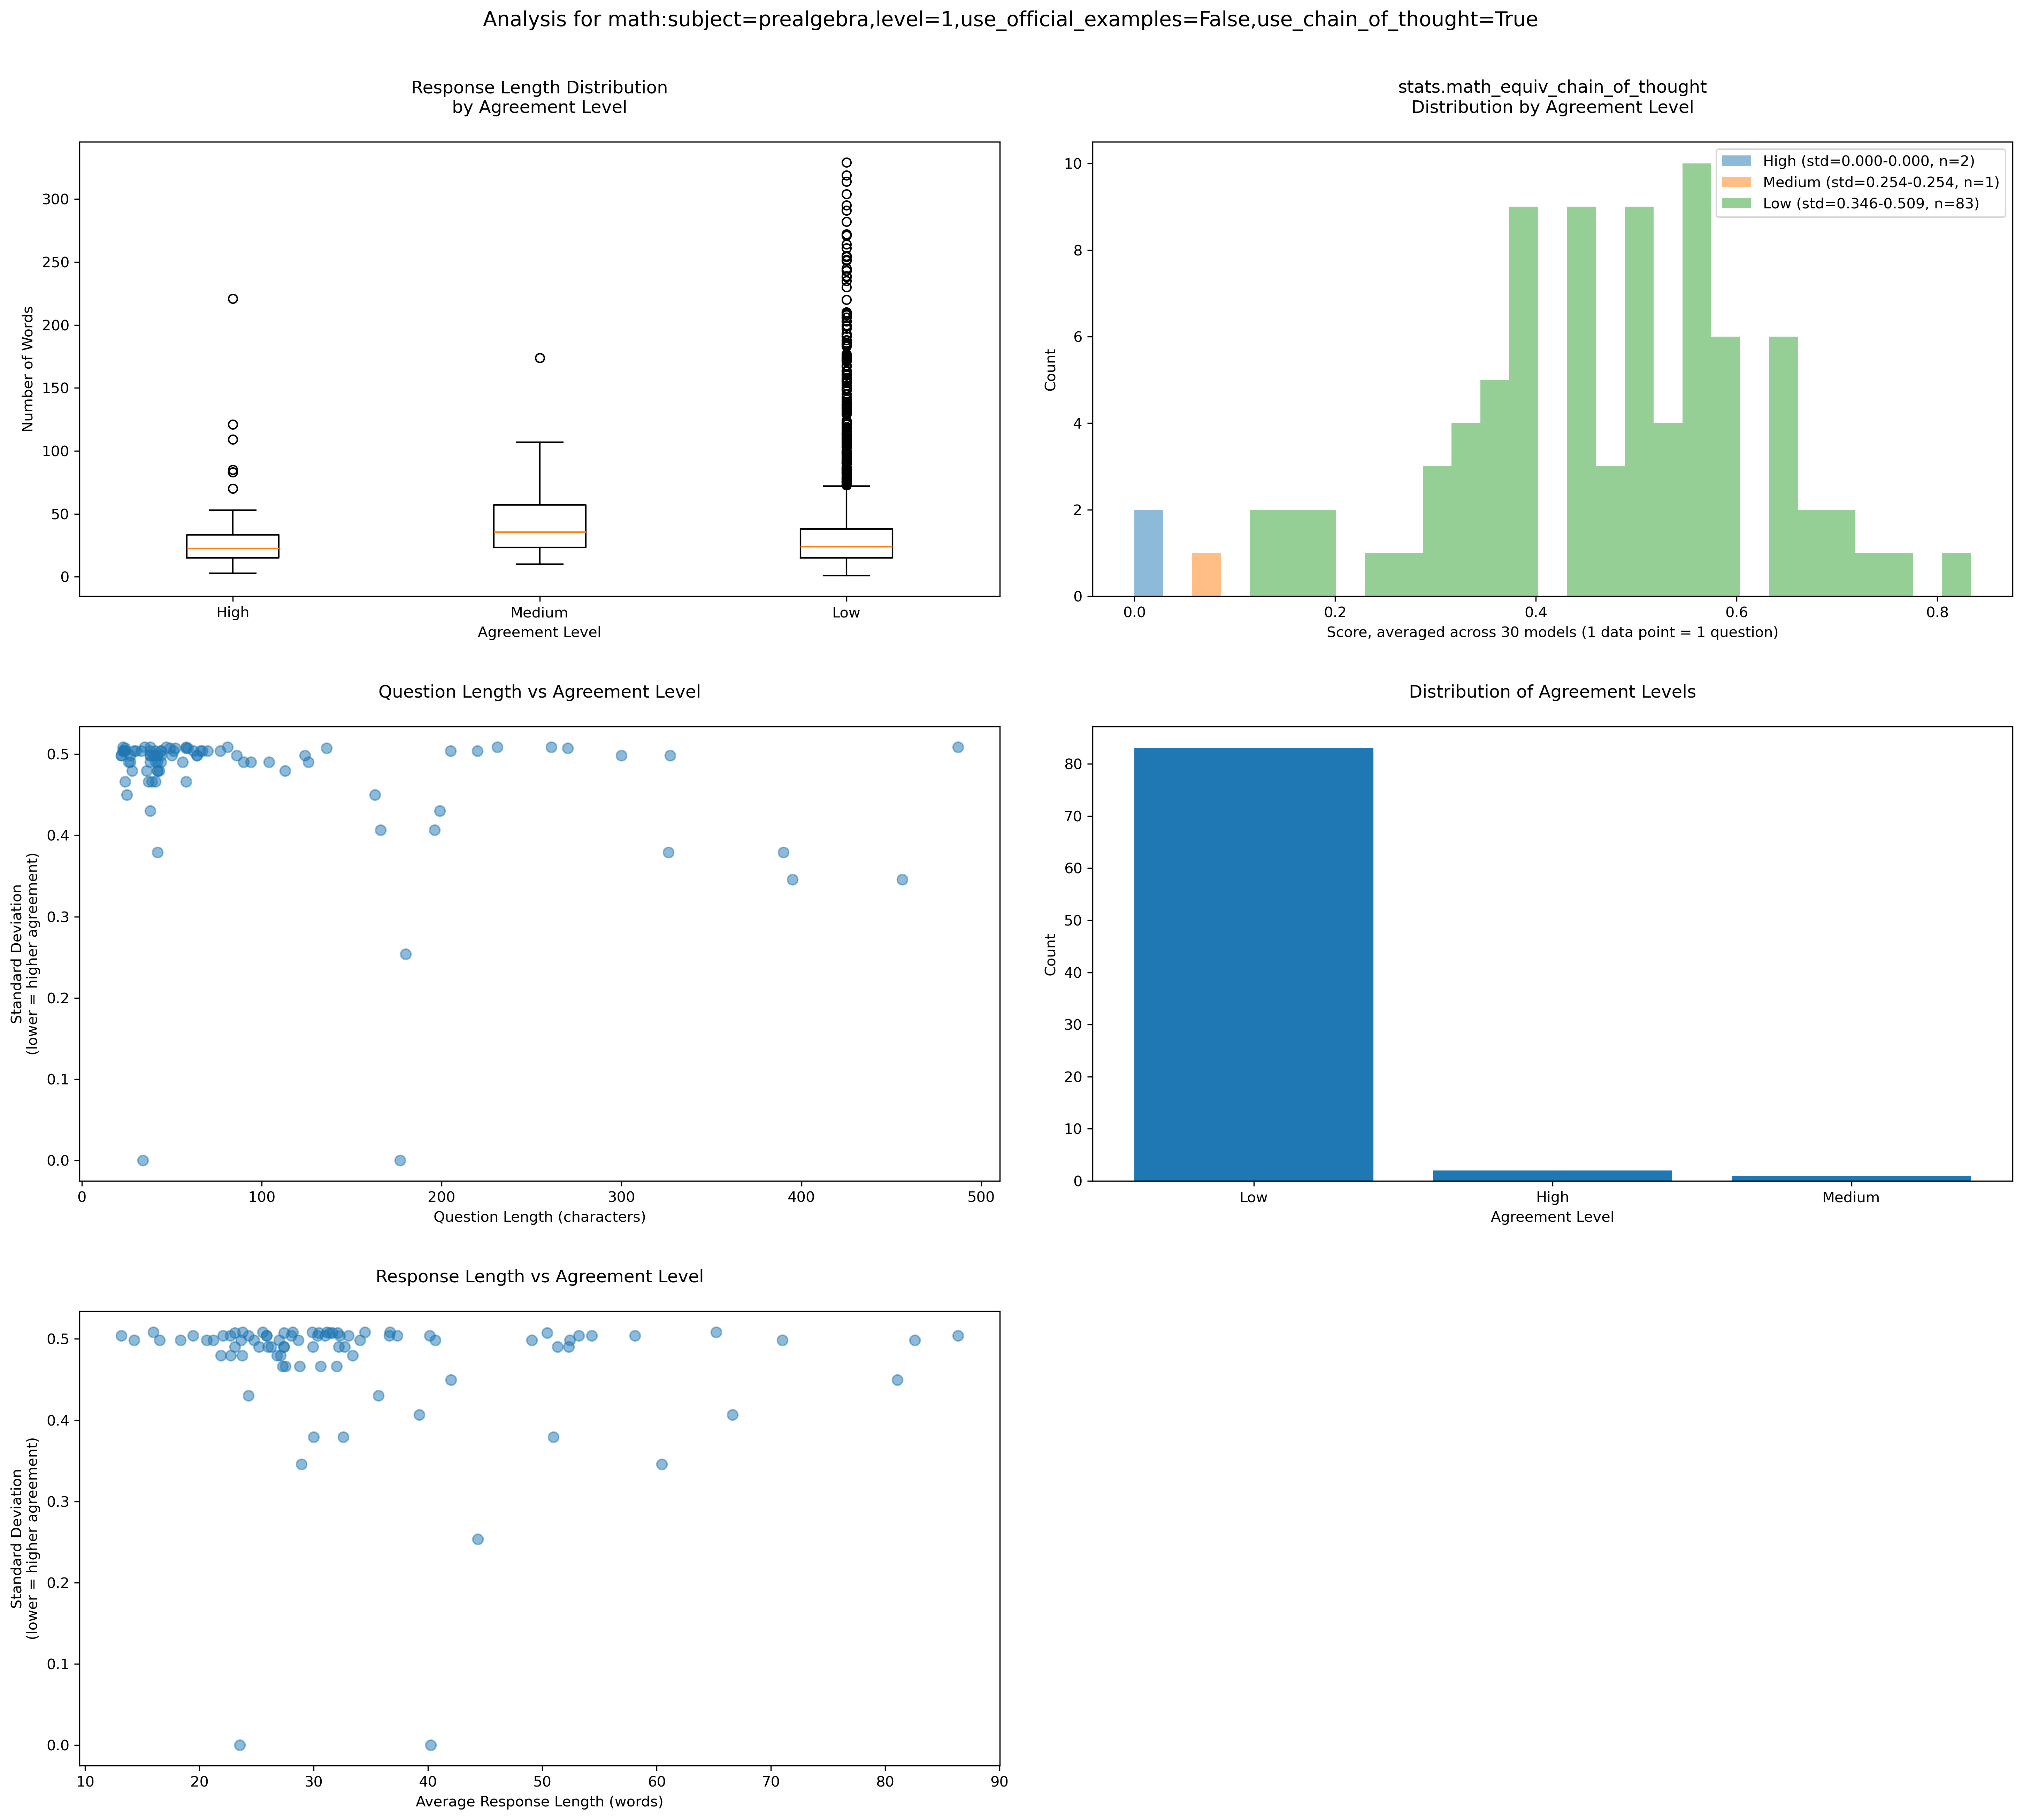 Analysis for math:subject=prealgebra,level=1,use_official_examples=False,use_chain_of_thought=True
Response Length Distribution
by Agreement Level
Number of Words
300
250
200
150
100
50
0
High
Medium
Low
Agreement Level
stats.math_equiv_chain_of_thought
Distribution by Agreement Level
Count
10
8
6
4
2
0
High (std=0.000-0.000, n=2)
Medium (std=0.254-0.254, n=1)
Low (std=0.346-0.509, n=83)
0.0
0.2
0.4
0.6
0.8
Score, averaged across 30 models (1 data point = 1 question)
Question Length vs Agreement Level
Standard Deviation
(lower = higher agreement)
0.5
0.4
0.3
0.2
0.1
0.0
0
100
200
300
400
500
Question Length (characters)
Distribution of Agreement Levels
Count
80
70
60
50
40
30
20
10
0
Low
High
Medium
Agreement Level
Response Length vs Agreement Level
Standard Deviation
(lower = higher agreement)
0.5
0.4
0.3
0.2
0.1
0.0
10
20
30
40
50
60
70
80
90
Average Response Length (words)